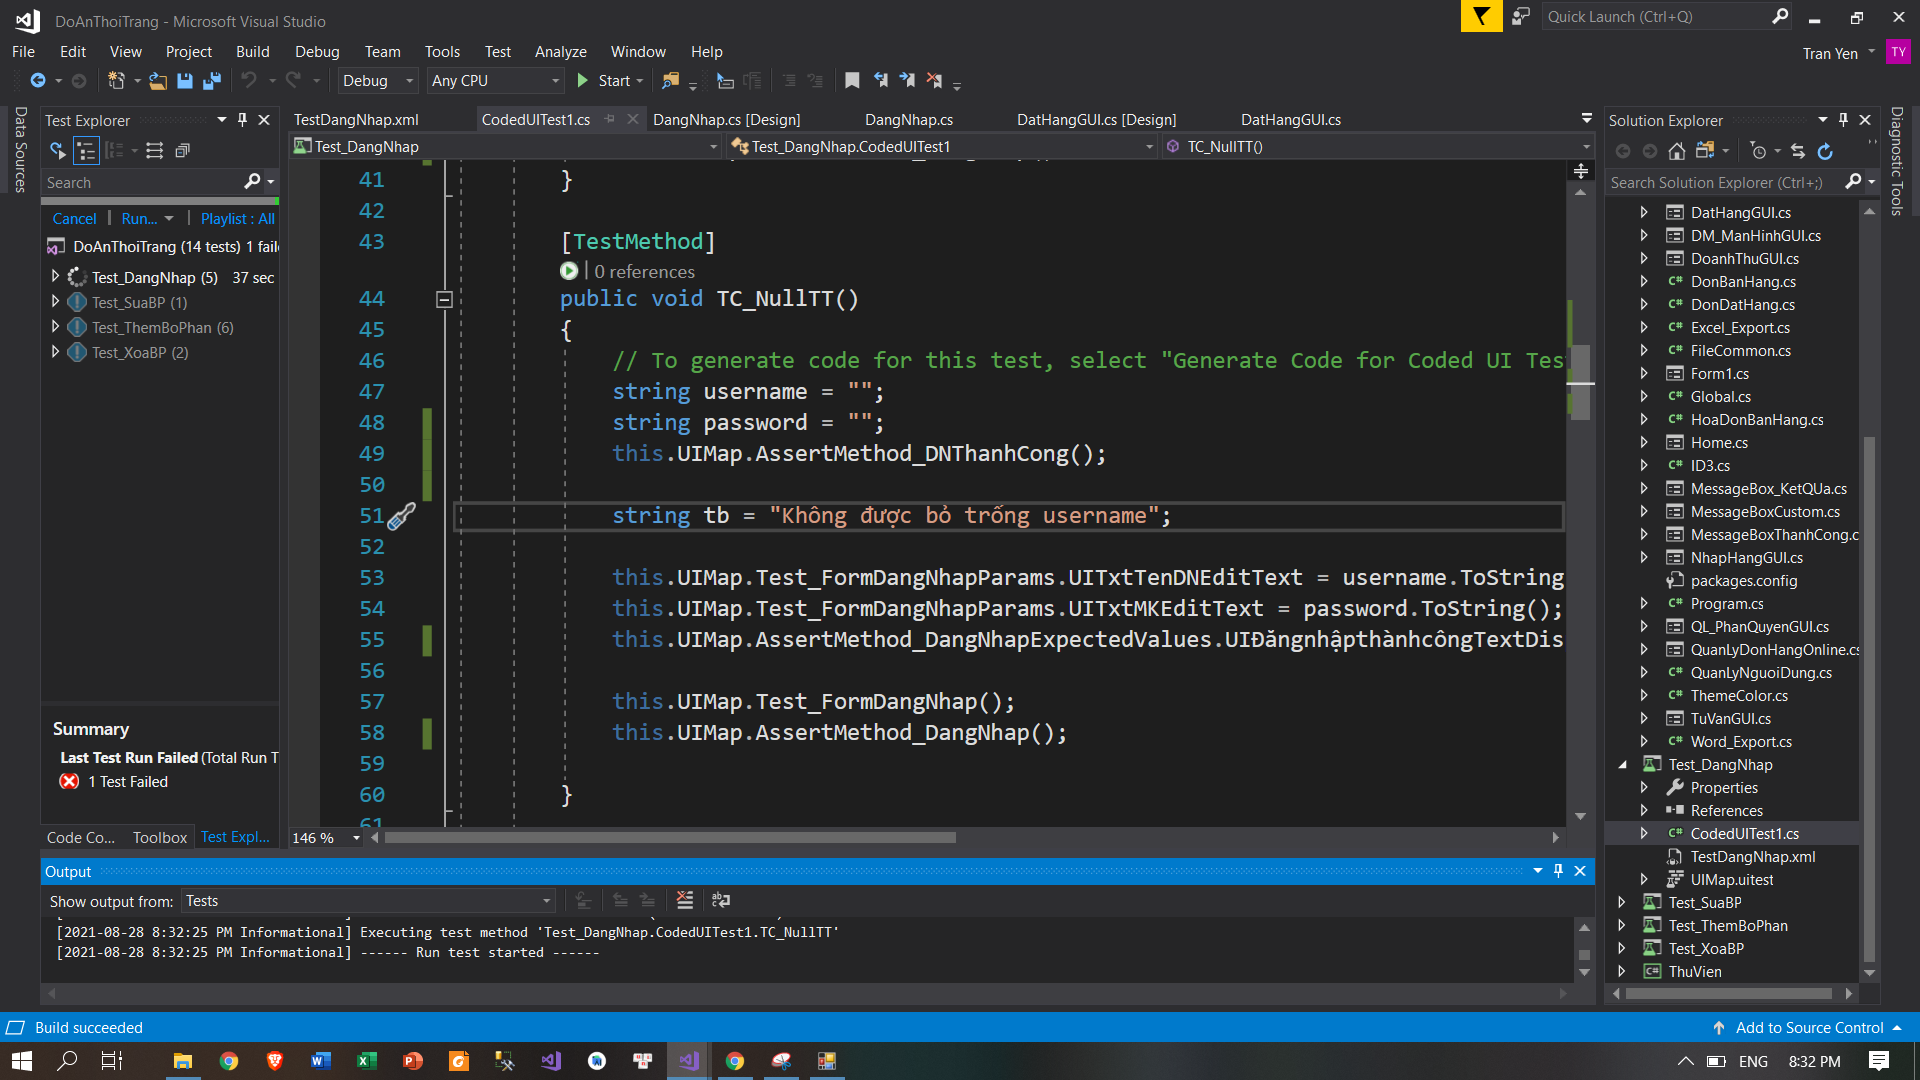 DoAnThoiTrang - Microsoft Visual Studio
Quick Launch (Ctrl+Q)
File Edit View Project Build Debug Team Tools Test Analyze Window Help
Tran Yen TY
Debug Any CPU Start
Data Sources
Test Explorer
Search
Cancel Run... Playlist : All
DoAnThoiTrang (14 tests) 1 faile
Test_DangNhap (5) 37 sec
Test_SuaBP (1)
Test_ThemBoPhan (6)
Test_XoaBP (2)
Summary
Last Test Run Failed (Total Run T
1 Test Failed
Code Co... Toolbox Test Expl...
TestDangNhap.xml CodedUITest1.cs DangNhap.cs [Design] DangNhap.cs DatHangGUI.cs [Design] DatHangGUI.cs
Test_DangNhap Test_DangNhap.CodedUITest1 TC_NullTT()
41 }
42
43 [TestMethod]
0 references
44 public void TC_NullTT()
45 {
46 // To generate code for this test, select "Generate Code for Coded UI Tes
47 string username = "";
48 string password = "";
49 this.UIMap.AssertMethod_DNThanhCong();
50
51 string tb = "Không được bỏ trống username";
52
53 this.UIMap.Test_FormDangNhapParams.UITxtTenDNEditText = username.ToString
54 this.UIMap.Test_FormDangNhapParams.UITxtMKEditText = password.ToString();
55 this.UIMap.AssertMethod_DangNhapExpectedValues.UIĐăngnhậpthànhcôngTextDis
56
57 this.UIMap.Test_FormDangNhap();
58 this.UIMap.AssertMethod_DangNhap();
59
60 }
61
146 %
Output
Show output from: Tests
[2021-08-28 8:32:25 PM Informational] Executing test method 'Test_DangNhap.CodedUITest1.TC_NullTT'
[2021-08-28 8:32:25 PM Informational] ------ Run test started ------
Solution Explorer
Search Solution Explorer (Ctrl+;)
DatHangGUI.cs
DM_ManHinhGUI.cs
DoanhThuGUI.cs
DonBanHang.cs
DonDatHang.cs
Excel_Export.cs
FileCommon.cs
Form1.cs
Global.cs
HoaDonBanHang.cs
Home.cs
ID3.cs
MessageBox_KetQUa.cs
MessageBoxCustom.cs
MessageBoxThanhCong.c
NhapHangGUI.cs
packages.config
Program.cs
QL_PhanQuyenGUI.cs
QuanLyDonHangOnline.cs
QuanLyNguoiDung.cs
ThemeColor.cs
TuVanGUI.cs
Word_Export.cs
Test_DangNhap
Properties
References
CodedUITest1.cs
TestDangNhap.xml
UIMap.uitest
Test_SuaBP
Test_ThemBoPhan
Test_XoaBP
ThuVien
Diagnostic Tools
Build succeeded
Add to Source Control
ENG 8:32 PM